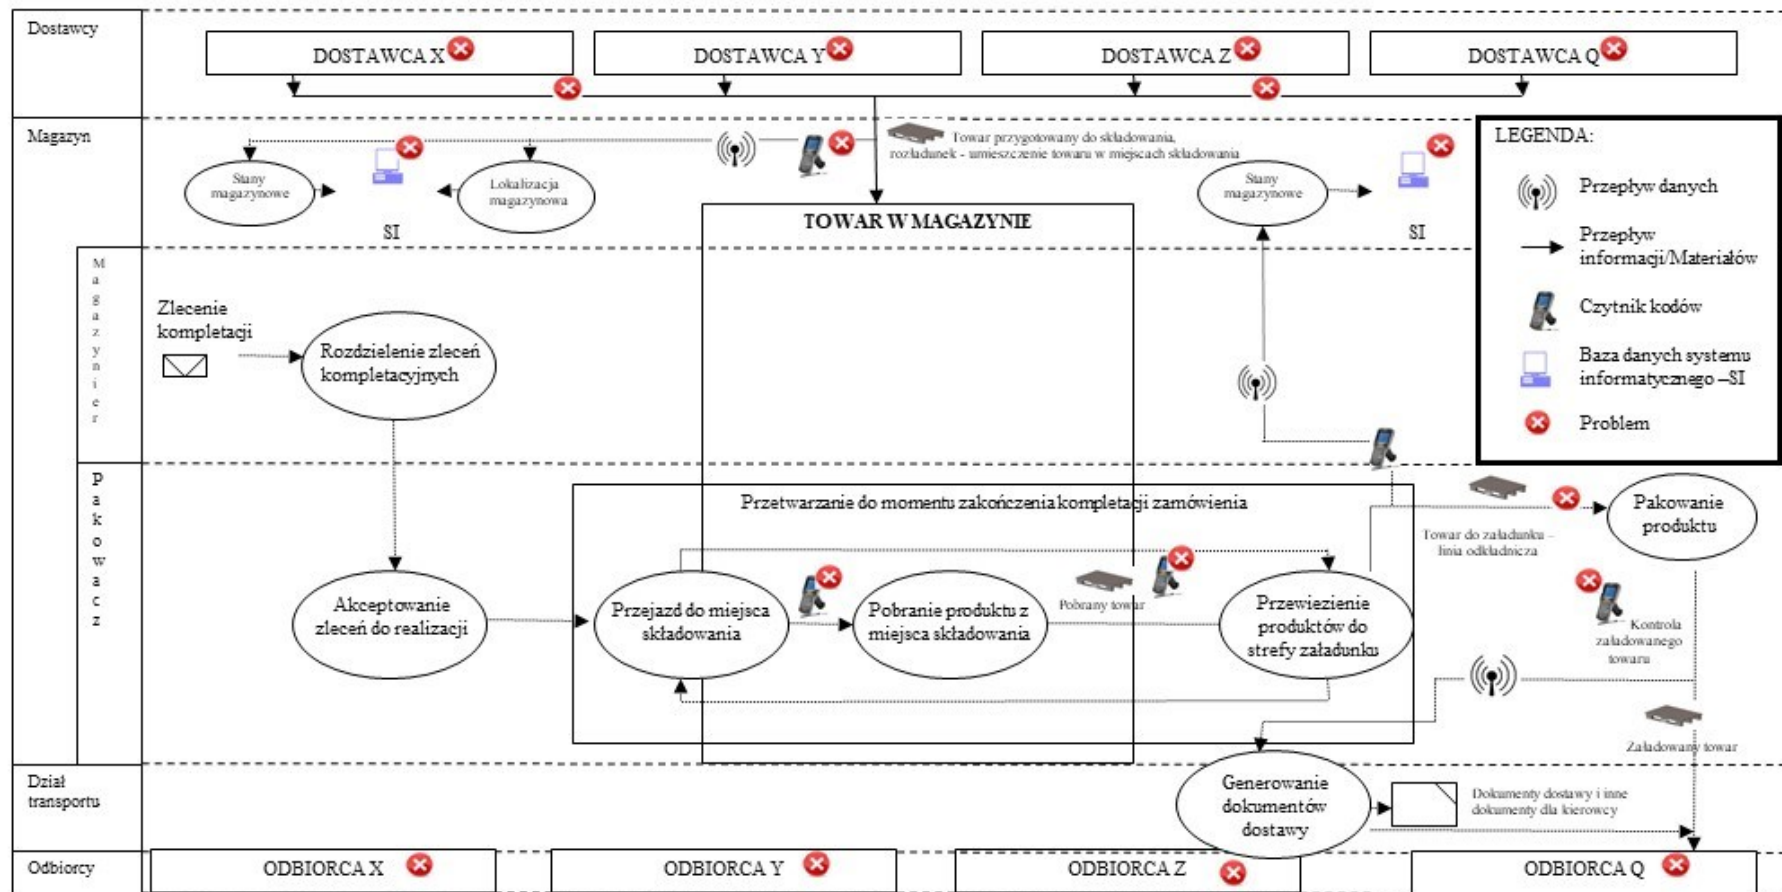 Dostawcy
DOSTAWCA X
DOSTAWCA Y
DOSTAWCA Z
DOSTAWCA Q
Magazyn
Towar przygotowany do składowania,
rozładunek - umieszczenie towaru w miejscach składowania
Stany
magazynowe
Lokalizacja
magazynowa
SI
TOWAR W MAGAZYNIE
Stany
magazynowe
SI
LEGENDA:
Przepływ danych
Przepływ
informacji/Materiałów
Czytnik kodów
Baza danych systemu
informatycznego –SI
Problem
M
a
g
a
z
y
n
i
e
r
Zlecenie
kompletacji
Rozdzielenie zleceń
kompletacyjnych
P
a
k
o
w
a
c
z
Przetwarzanie do momentu zakończenia kompletacji zamówienia
Akceptowanie
zleceń do realizacji
Przejazd do miejsca
składowania
Pobranie produktu z
miejsca składowania
Pobrany towar
Przewiezienie
produktów do
strefy załadunku
Towar do załadunku –
linia odkładnicza
Pakowanie
produktu
Kontrola
załadowanego
towaru
Załadowany towar
Dział
transportu
Generowanie
dokumentów
dostawy
Dokumenty dostawy i inne
dokumenty dla kierowcy
Odbiorcy
ODBIORCA X
ODBIORCA Y
ODBIORCA Z
ODBIORCA Q